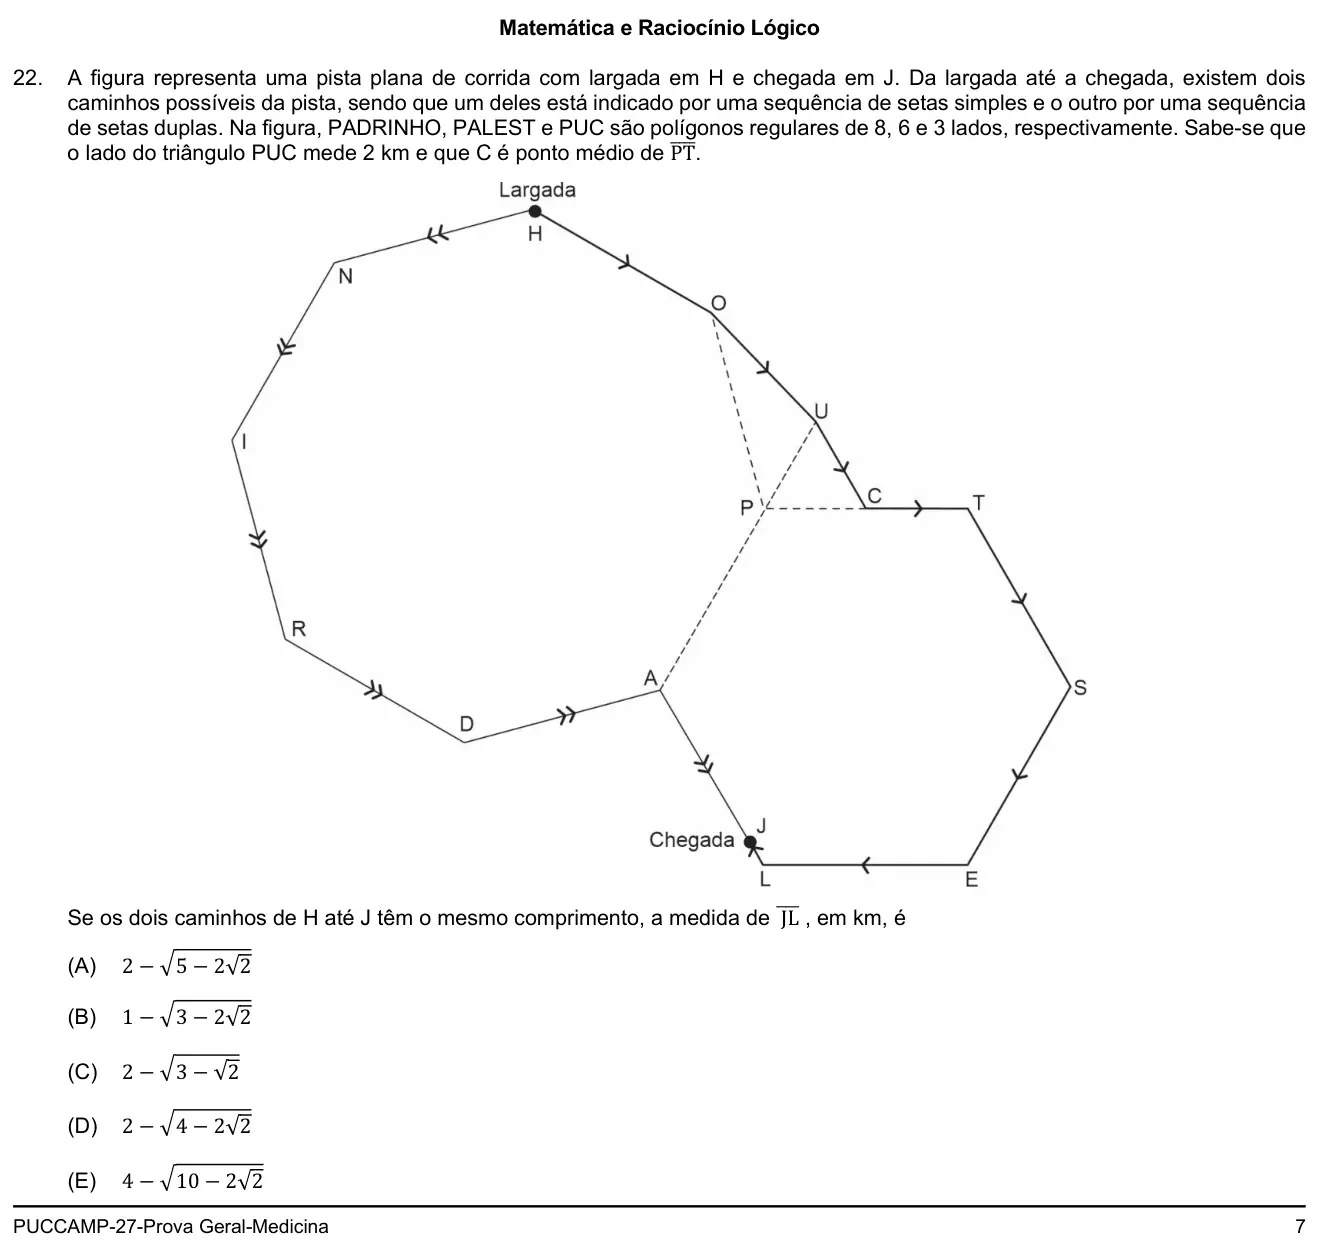 Matemática e Raciocínio Lógico
22. A figura representa uma pista plana de corrida com largada em H e chegada em J. Da largada até a chegada, existem dois
caminhos possíveis da pista, sendo que um deles está indicado por uma sequência de setas simples e o outro por uma sequência
de setas duplas. Na figura, PADRINHO, PALEST e PUC são polígonos regulares de 8, 6 e 3 lados, respectivamente. Sabe-se que
o lado do triângulo PUC mede 2 km e que C é ponto médio de P̅T̅.
Largada
H
N
O
U
I
P
C
T
R
A
S
D
J
Chegada
L
E
Se os dois caminhos de H até J têm o mesmo comprimento, a medida de J̅L̅ , em km, é
(A) 2 − √(5 − 2√2)
(B) 1 − √(3 − 2√2)
(C) 2 − √(3 − √2)
(D) 2 − √(4 − 2√2)
(E) 4 − √(10 − 2√2)
PUCCAMP-27-Prova Geral-Medicina 7